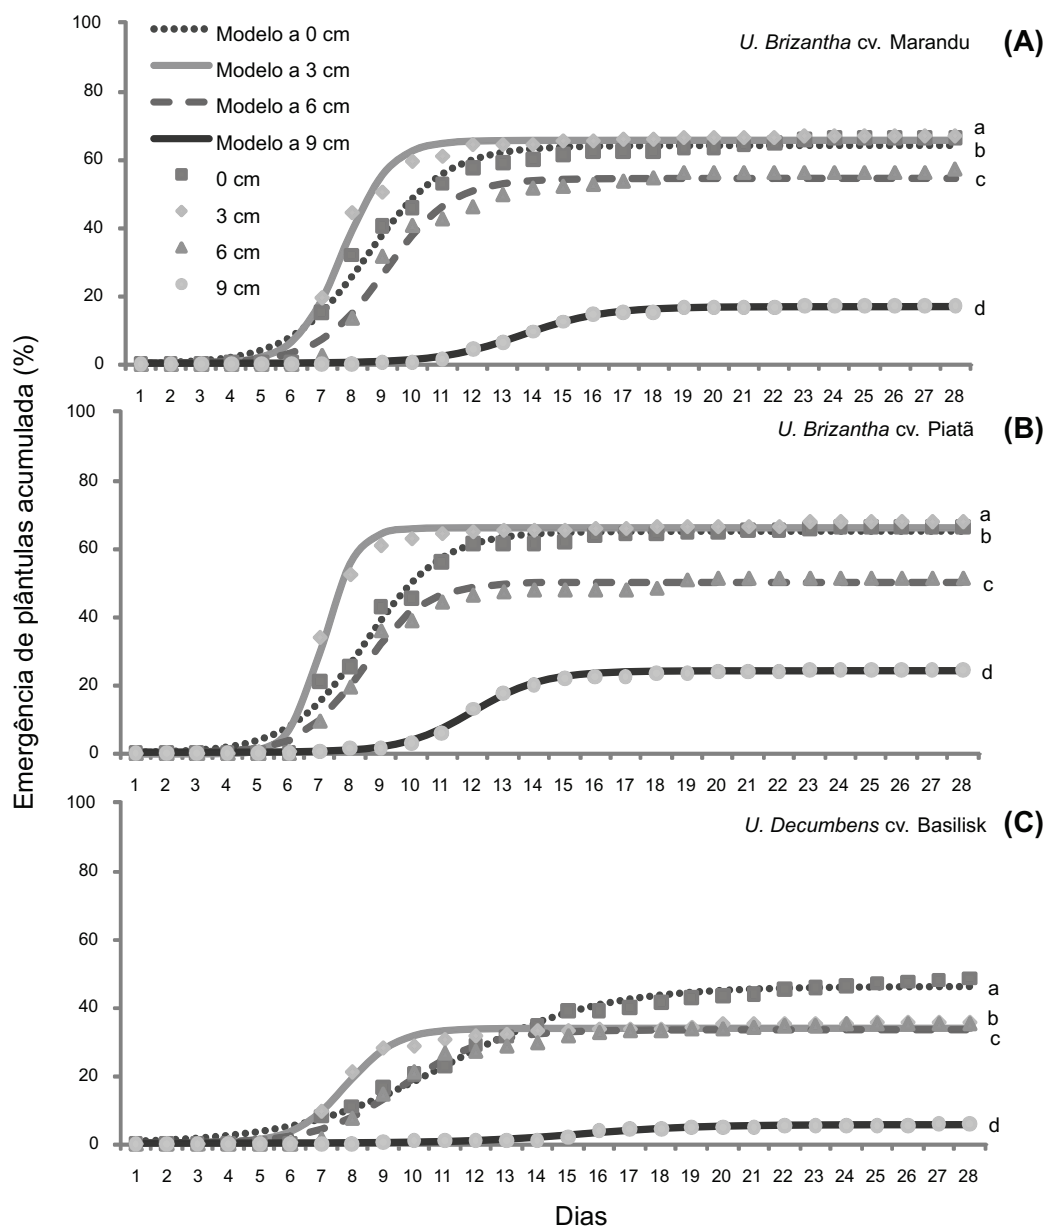 Emergência de plântulas acumulada (%)
100
80
60
40
20
0
Modelo a 0 cm
Modelo a 3 cm
Modelo a 6 cm
Modelo a 9 cm
0 cm
3 cm
6 cm
9 cm
U. Brizantha cv. Marandu (A)
a
b
c
d
1 2 3 4 5 6 7 8 9 10 11 12 13 14 15 16 17 18 19 20 21 22 23 24 25 26 27 28
100
80
60
40
20
0
U. Brizantha cv. Piatã (B)
a
b
c
d
1 2 3 4 5 6 7 8 9 10 11 12 13 14 15 16 17 18 19 20 21 22 23 24 25 26 27 28
100
80
60
40
20
0
U. Decumbens cv. Basilisk (C)
a
b
c
d
1 2 3 4 5 6 7 8 9 10 11 12 13 14 15 16 17 18 19 20 21 22 23 24 25 26 27 28
Dias